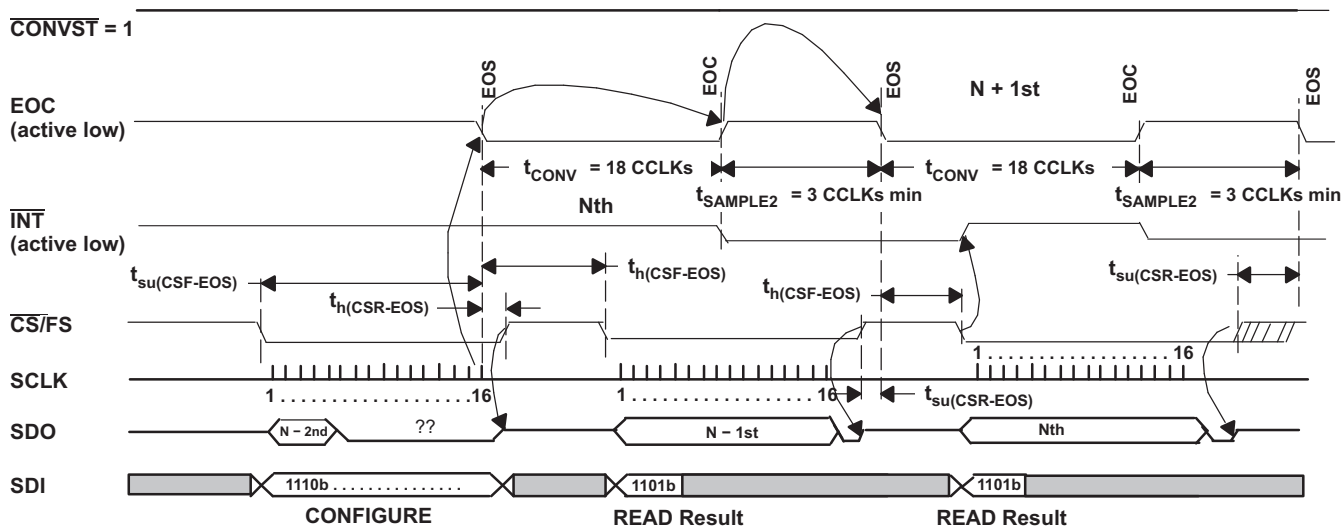 CONVST = 1
EOS
EOC
EOS
N + 1st
EOC
EOS
EOC
(active low)
tCONV = 18 CCLKs
tCONV = 18 CCLKs
tSAMPLE2 = 3 CCLKs min
tSAMPLE2 = 3 CCLKs min
Nth
INT
(active low)
tsu(CSF-EOS)
th(CSF-EOS)
tsu(CSR-EOS)
th(CSR-EOS)
th(CSF-EOS)
CS/FS
1 . . . . . . . . . . . . . . . . . . . 16
SCLK
1 . . . . . . . . . . . . . . . . . . . 16
1 . . . . . . . . . . . . . . . . . . . 16
tsu(CSR-EOS)
SDO
N − 2nd
??
N − 1st
Nth
SDI
1110b . . . . . . . . . . . . . . .
1101b
1101b
CONFIGURE
READ Result
READ Result